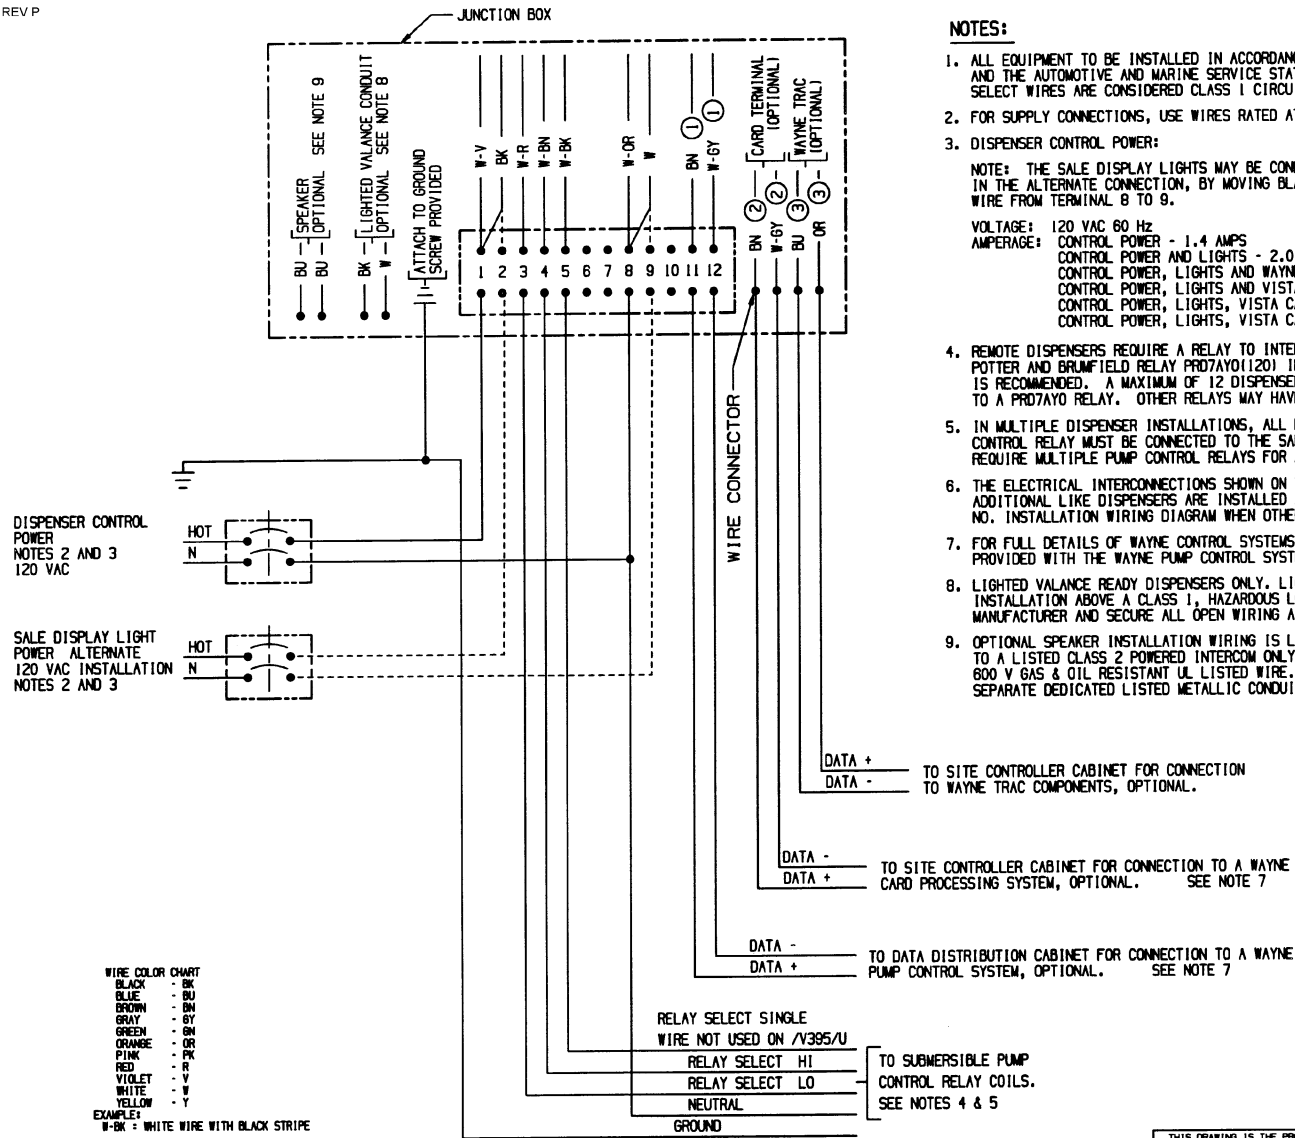 REV P
JUNCTION BOX
SPEAKER
OPTIONAL SEE NOTE 9
BU
BU
LIGHTED VALANCE CONDUIT
OPTIONAL SEE NOTE 8
BK
W
ATTACH TO GROUND
SCREW PROVIDED
W-V
BK
W-R
W-BN
W-BK
W-OR
W
BN 1
W-GY 1
CARD TERMINAL
(OPTIONAL)
WAYNE TRAC
(OPTIONAL)
BN 2
W-GY 2
BU 3
OR 3
1 2 3 4 5 6 7 8 9 10 11 12
WIRE CONNECTOR
DISPENSER CONTROL
POWER
NOTES 2 AND 3
120 VAC
HOT
N
SALE DISPLAY LIGHT
POWER ALTERNATE
120 VAC INSTALLATION
NOTES 2 AND 3
HOT
N
NOTES:
1. ALL EQUIPMENT TO BE INSTALLED IN
AND THE AUTOMOTIVE AND MARINE SERVICE
SELECT WIRES ARE CONSIDERED CLASS 1
2. FOR SUPPLY CONNECTIONS, USE WIRES RATED
3. DISPENSER CONTROL POWER:
NOTE: THE SALE DISPLAY LIGHTS MAY BE
IN THE ALTERNATE CONNECTION, BY MOVING
WIRE FROM TERMINAL 8 TO 9.
VOLTAGE: 120 VAC 60 Hz
AMPERAGE: CONTROL POWER - 1.4 AMPS
CONTROL POWER AND LIGHTS - 2.0
CONTROL POWER, LIGHTS AND
CONTROL POWER, LIGHTS AND
CONTROL POWER, LIGHTS, VISTA
CONTROL POWER, LIGHTS, VISTA
4. REMOTE DISPENSERS REQUIRE A RELAY TO
POTTER AND BRUMFIELD RELAY PRD7AYO(120)
IS RECOMMENDED. A MAXIMUM OF 12
TO A PRD7AYO RELAY. OTHER RELAYS MAY
5. IN MULTIPLE DISPENSER INSTALLATIONS, ALL
CONTROL RELAY MUST BE CONNECTED TO THE
REQUIRE MULTIPLE PUMP CONTROL RELAYS FOR
6. THE ELECTRICAL INTERCONNECTIONS SHOWN ON
ADDITIONAL LIKE DISPENSERS ARE INSTALLED
NO. INSTALLATION WIRING DIAGRAM WHEN
7. FOR FULL DETAILS OF WAYNE CONTROL SYSTEMS
PROVIDED WITH THE WAYNE PUMP CONTROL
8. LIGHTED VALANCE READY DISPENSERS ONLY.
INSTALLATION ABOVE A CLASS 1, HAZARDOUS
MANUFACTURER AND SECURE ALL OPEN WIRING
9. OPTIONAL SPEAKER INSTALLATION WIRING IS
TO A LISTED CLASS 2 POWERED INTERCOM ONLY
600 V GAS & OIL RESISTANT UL LISTED WIRE.
SEPARATE DEDICATED LISTED METALLIC
DATA +
DATA -
TO SITE CONTROLLER CABINET FOR CONNECTION
TO WAYNE TRAC COMPONENTS, OPTIONAL.
DATA -
DATA +
TO SITE CONTROLLER CABINET FOR CONNECTION TO A WAYNE
CARD PROCESSING SYSTEM, OPTIONAL. SEE NOTE 7
DATA -
DATA +
TO DATA DISTRIBUTION CABINET FOR CONNECTION TO A WAYNE
PUMP CONTROL SYSTEM, OPTIONAL. SEE NOTE 7
RELAY SELECT SINGLE
WIRE NOT USED ON /V395/U
RELAY SELECT HI
RELAY SELECT LO
NEUTRAL
GROUND
TO SUBMERSIBLE PUMP
CONTROL RELAY COILS.
SEE NOTES 4 & 5
WIRE COLOR CHART
BLACK - BK
BLUE - BU
BROWN - BN
GRAY - GY
GREEN - GN
ORANGE - OR
PINK - PK
RED - R
VIOLET - V
WHITE - W
YELLOW - Y
EXAMPLE:
W-BK = WHITE WIRE WITH BLACK STRIPE
THIS DRAWING IS THE